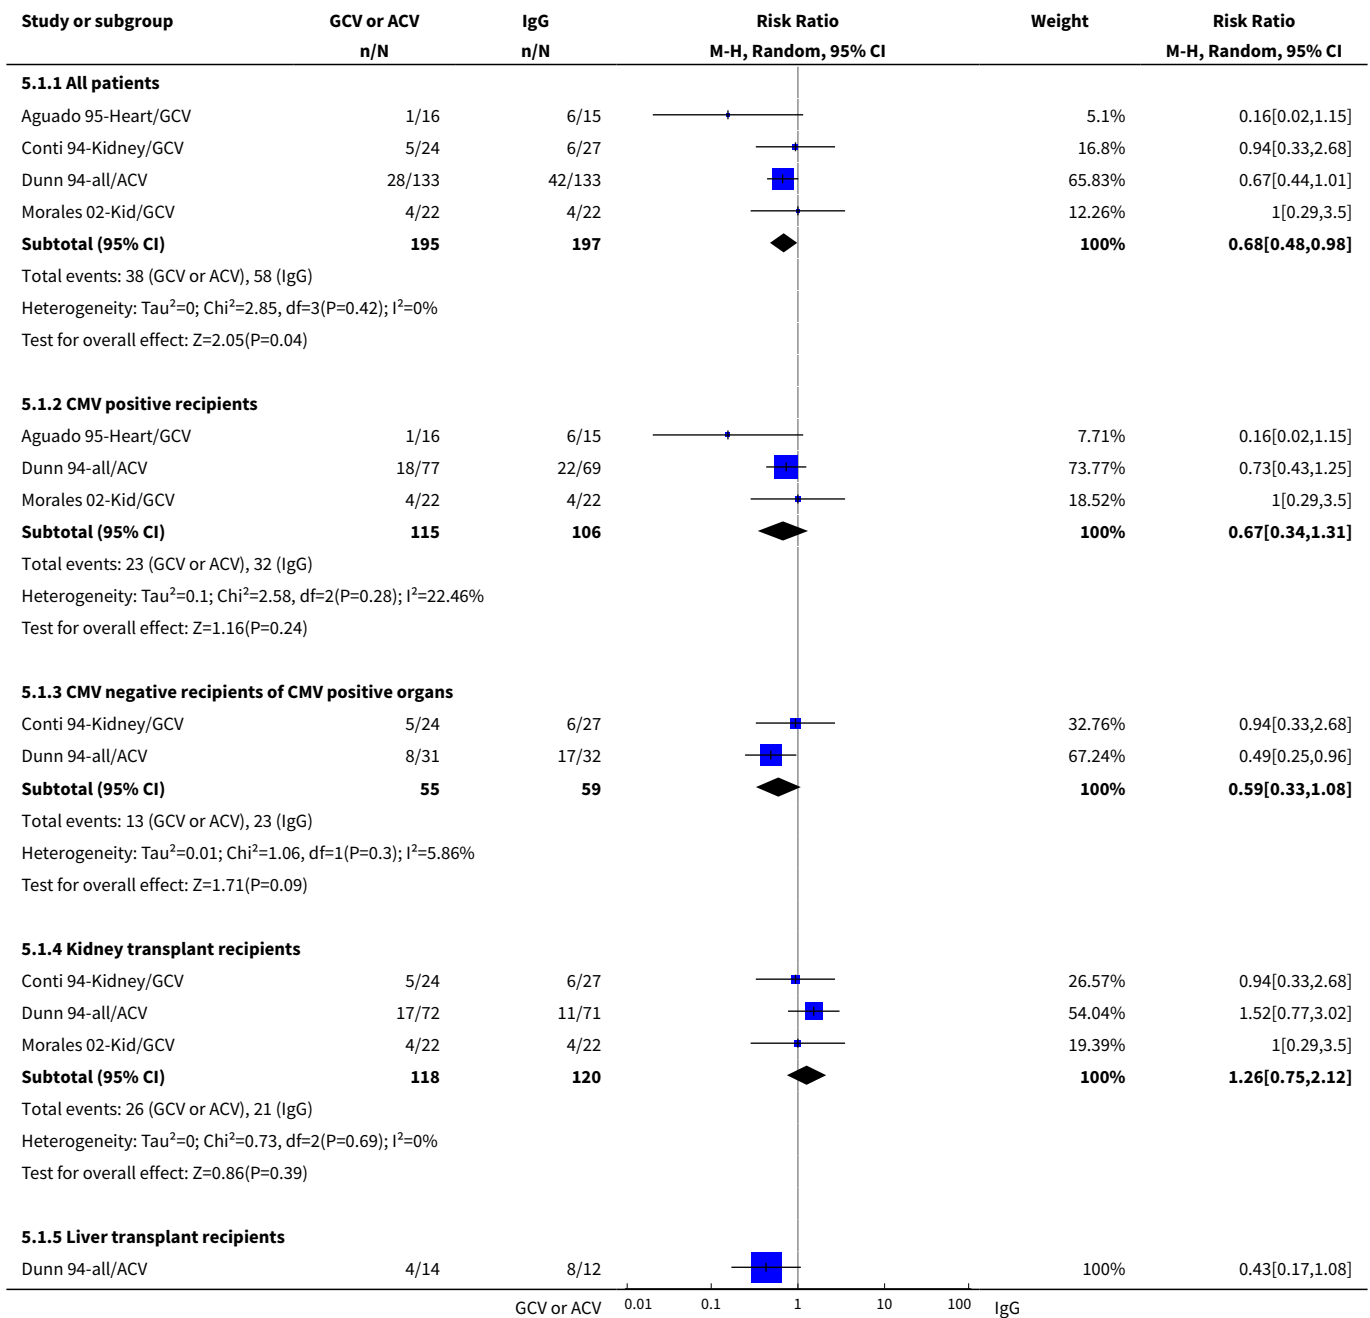 Study or subgroup GCV or ACV IgG Risk Ratio Weight Risk Ratio
n/N n/N M-H, Random, 95% CI M-H, Random, 95% CI
5.1.1 All patients
Aguado 95-Heart/GCV 1/16 6/15 5.1% 0.16[0.02,1.15]
Conti 94-Kidney/GCV 5/24 6/27 16.8% 0.94[0.33,2.68]
Dunn 94-all/ACV 28/133 42/133 65.83% 0.67[0.44,1.01]
Morales 02-Kid/GCV 4/22 4/22 12.26% 1[0.29,3.5]
Subtotal (95% CI) 195 197 100% 0.68[0.48,0.98]
Total events: 38 (GCV or ACV), 58 (IgG)
Heterogeneity: Tau²=0; Chi²=2.85, df=3(P=0.42); I²=0%
Test for overall effect: Z=2.05(P=0.04)
5.1.2 CMV positive recipients
Aguado 95-Heart/GCV 1/16 6/15 7.71% 0.16[0.02,1.15]
Dunn 94-all/ACV 18/77 22/69 73.77% 0.73[0.43,1.25]
Morales 02-Kid/GCV 4/22 4/22 18.52% 1[0.29,3.5]
Subtotal (95% CI) 115 106 100% 0.67[0.34,1.31]
Total events: 23 (GCV or ACV), 32 (IgG)
Heterogeneity: Tau²=0.1; Chi²=2.58, df=2(P=0.28); I²=22.46%
Test for overall effect: Z=1.16(P=0.24)
5.1.3 CMV negative recipients of CMV positive organs
Conti 94-Kidney/GCV 5/24 6/27 32.76% 0.94[0.33,2.68]
Dunn 94-all/ACV 8/31 17/32 67.24% 0.49[0.25,0.96]
Subtotal (95% CI) 55 59 100% 0.59[0.33,1.08]
Total events: 13 (GCV or ACV), 23 (IgG)
Heterogeneity: Tau²=0.01; Chi²=1.06, df=1(P=0.3); I²=5.86%
Test for overall effect: Z=1.71(P=0.09)
5.1.4 Kidney transplant recipients
Conti 94-Kidney/GCV 5/24 6/27 26.57% 0.94[0.33,2.68]
Dunn 94-all/ACV 17/72 11/71 54.04% 1.52[0.77,3.02]
Morales 02-Kid/GCV 4/22 4/22 19.39% 1[0.29,3.5]
Subtotal (95% CI) 118 120 100% 1.26[0.75,2.12]
Total events: 26 (GCV or ACV), 21 (IgG)
Heterogeneity: Tau²=0; Chi²=0.73, df=2(P=0.69); I²=0%
Test for overall effect: Z=0.86(P=0.39)
5.1.5 Liver transplant recipients
Dunn 94-all/ACV 4/14 8/12 100% 0.43[0.17,1.08]
GCV or ACV 0.01 0.1 1 10 100 IgG